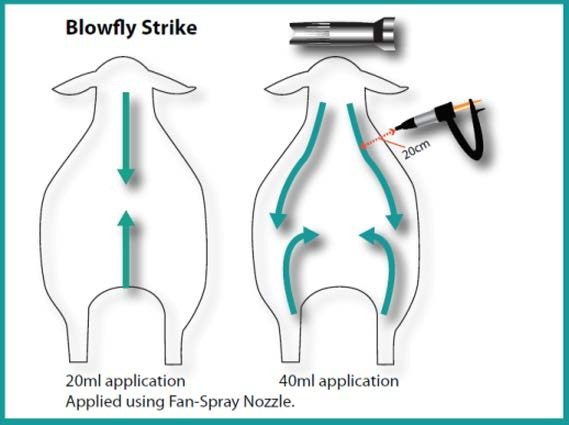 Blowfly Strike
20cm
20ml application
40ml application
Applied using Fan-Spray Nozzle.